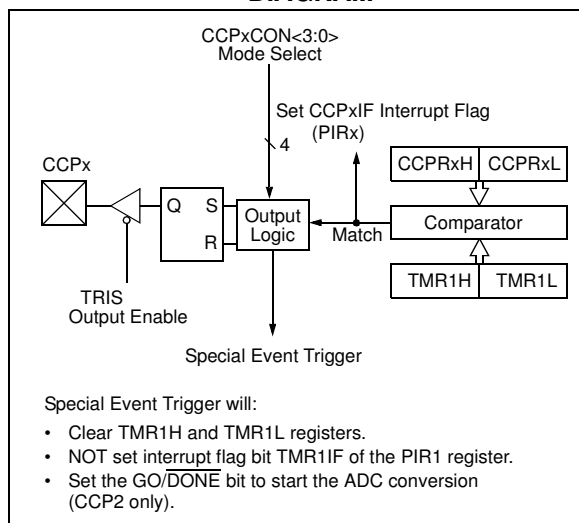 CCPxCON<3:0>
Mode Select
Set CCPxIF Interrupt Flag
(PIRx)
4
CCPx
CCPRxH CCPRxL
Q S
R
Output
Logic
Match
Comparator
TMR1H TMR1L
TRIS
Output Enable
Special Event Trigger
Special Event Trigger will:
• Clear TMR1H and TMR1L registers.
• NOT set interrupt flag bit TMR1IF of the PIR1 register.
• Set the GO/DONE bit to start the ADC conversion
(CCP2 only).